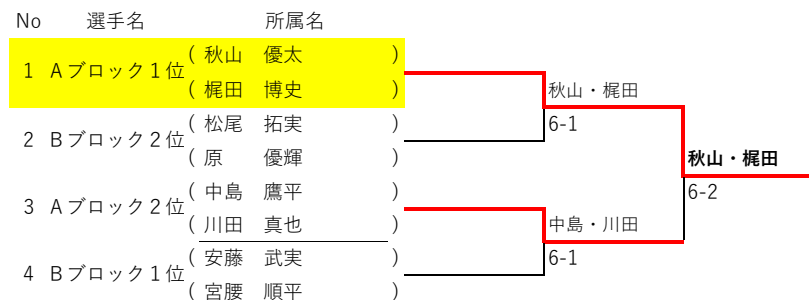 No 選手名 所属名
1 Aブロック1位 ( 秋山 優太 )
( 梶田 博史 )
秋山・梶田
6-1
2 Bブロック2位 ( 松尾 拓実 )
( 原 優輝 )
秋山・梶田
6-2
3 Aブロック2位 ( 中島 鷹平 )
( 川田 真也 )
中島・川田
6-1
4 Bブロック1位 ( 安藤 武実 )
( 宮腰 順平 )